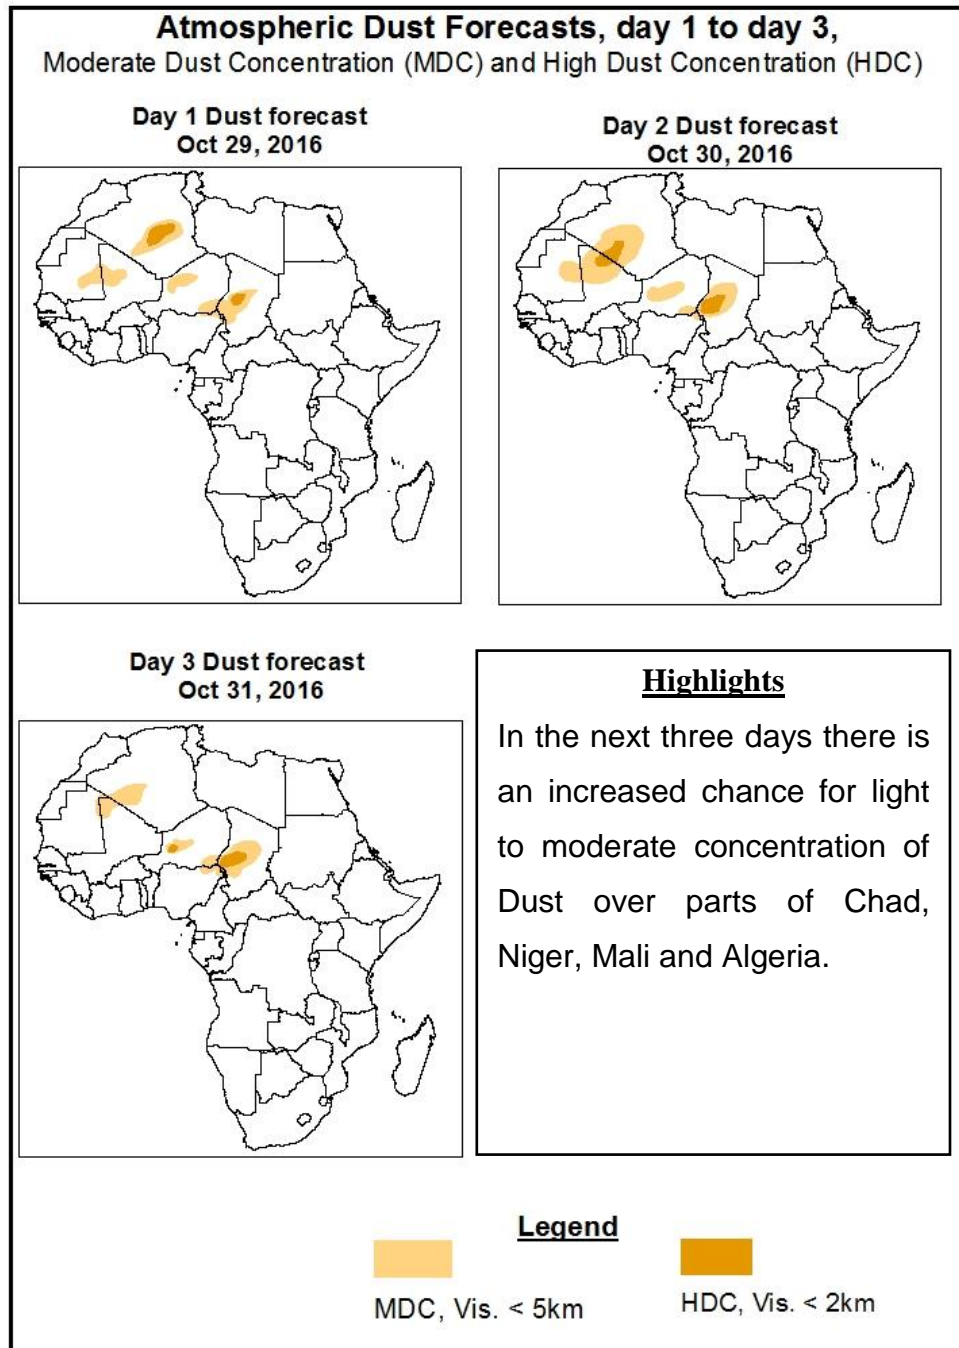 Atmospheric Dust Forecasts, day 1 to day 3,
Moderate Dust Concentration (MDC) and High Dust Concentration (HDC)
Day 1 Dust forecast
Oct 29, 2016
Day 2 Dust forecast
Oct 30, 2016
Day 3 Dust forecast
Oct 31, 2016
Highlights
In the next three days there is
an increased chance for light
to moderate concentration of
Dust over parts of Chad,
Niger, Mali and Algeria.
Legend
MDC, Vis. < 5km
HDC, Vis. < 2km